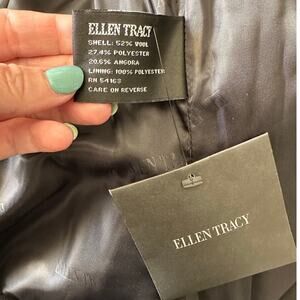 ELLEN TRACY
SHELL: 52% WOOL
27.4% POLYESTER
20.6% ANGORA
LINING: 100% POLYESTER
RN 54163
CARE ON REVERSE
ELLEN TRACY